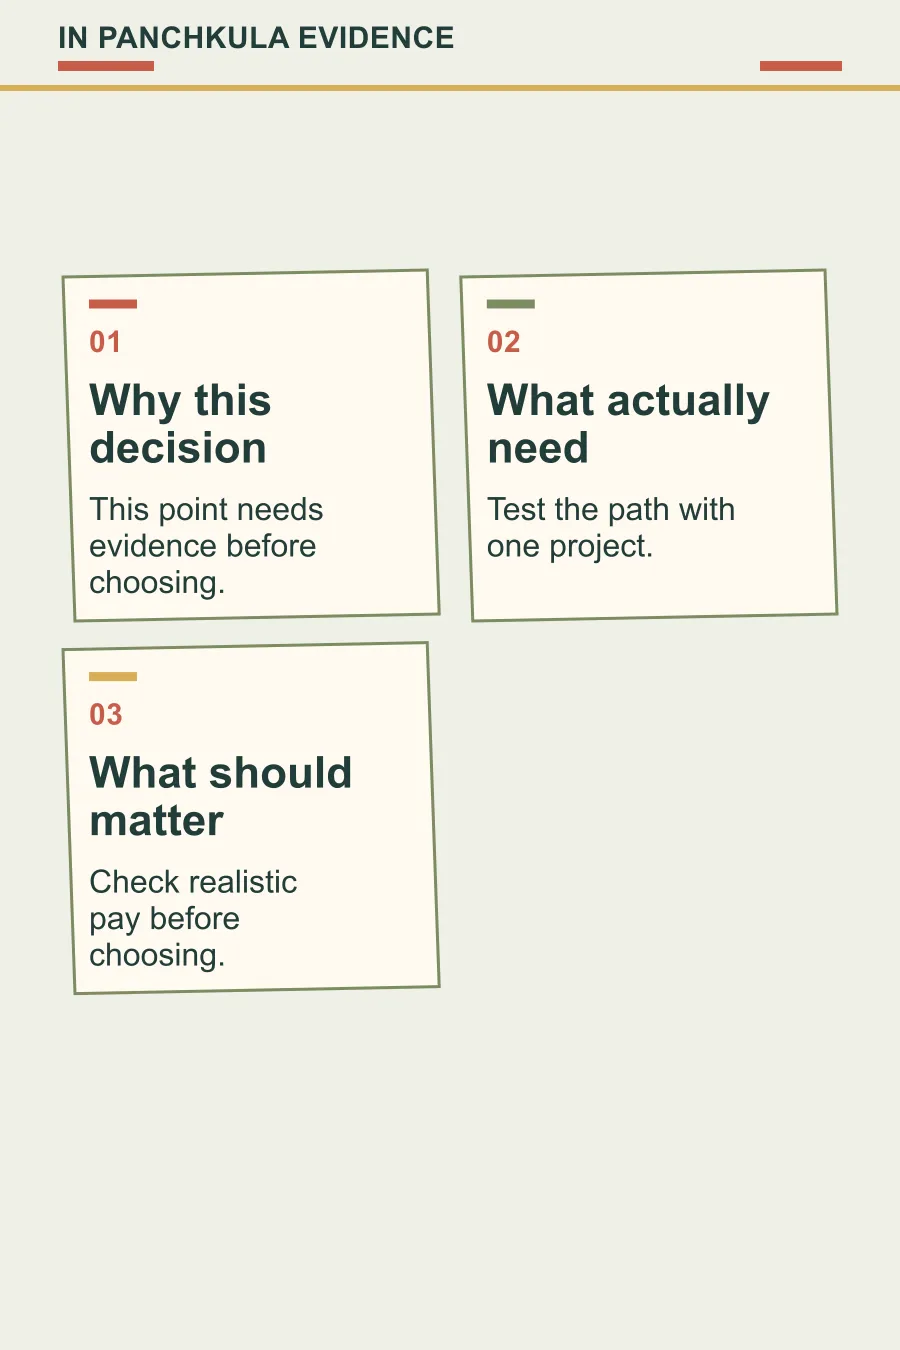 IN PANCHKULA EVIDENCE
01
Why this
decision
This point needs
evidence before
choosing.
02
What actually
need
Test the path with
one project.
03
What should
matter
Check realistic
pay before
choosing.